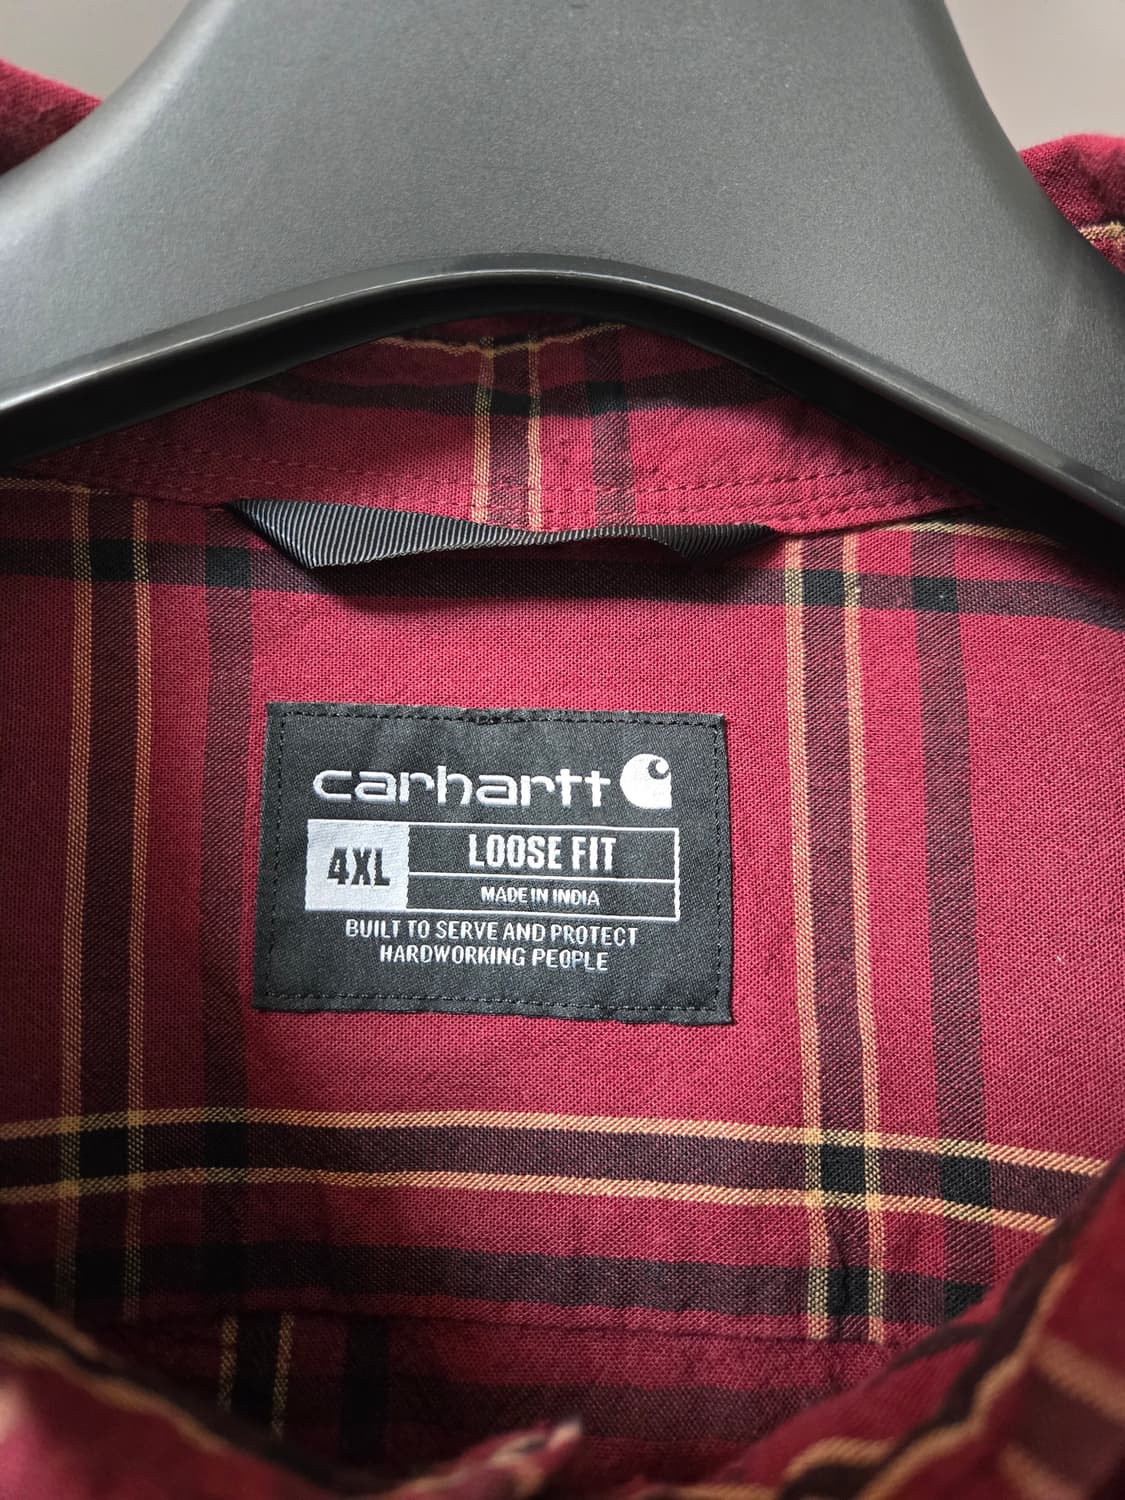 carhartt
4XL
LOOSE FIT
MADE IN INDIA
BUILT TO SERVE AND PROTECT
HARDWORKING PEOPLE